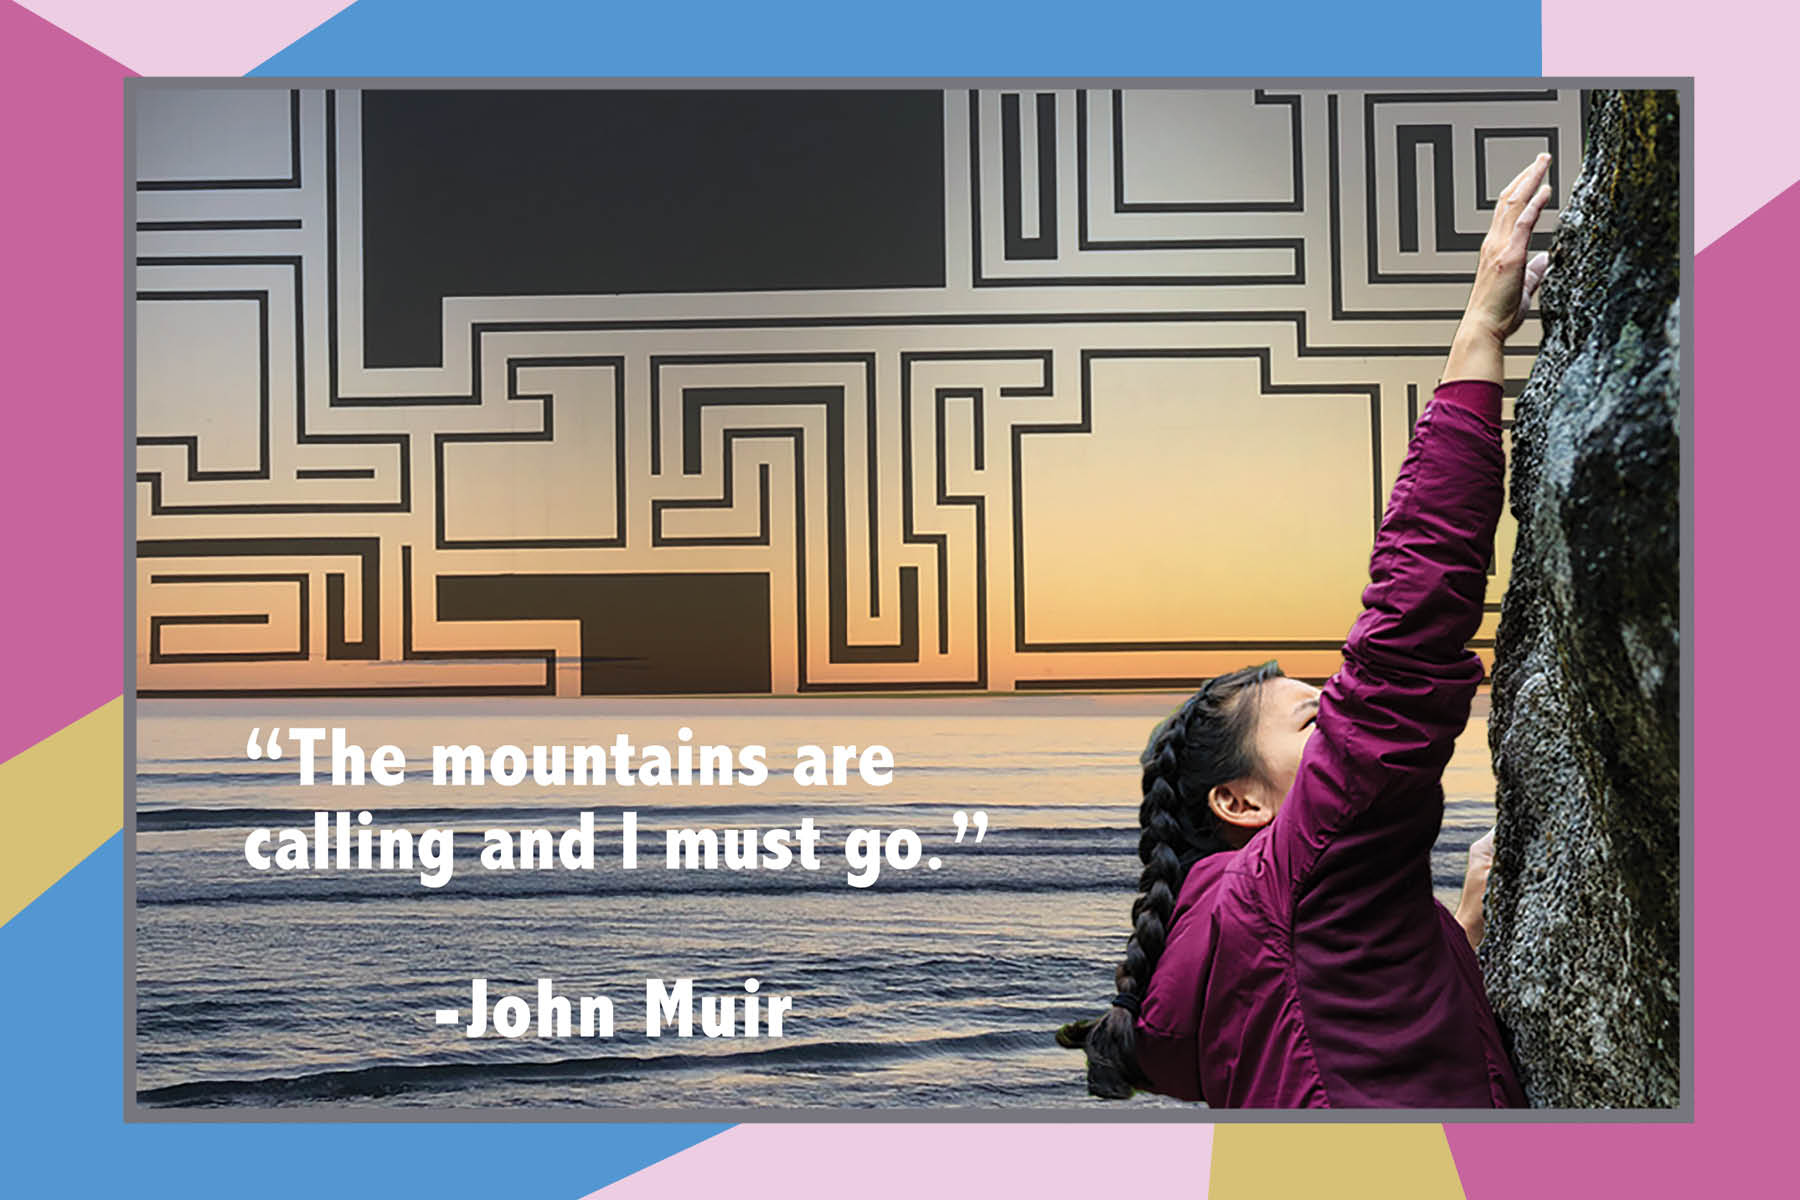 “The mountains are
calling and I must go.”
-John Muir